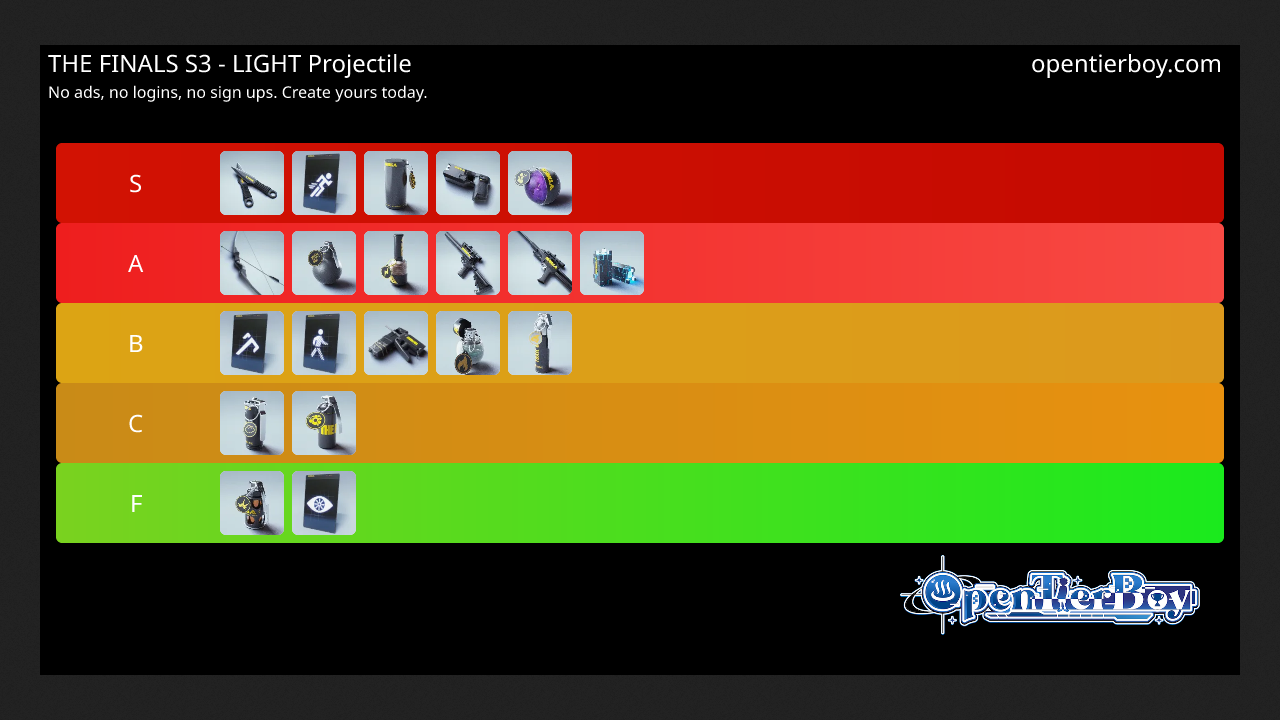 THE FINALS S3 - LIGHT Projectile
opentierboy.com
No ads, no logins, no sign ups. Create yours today.
S
A
B
C
F
OpenTierBoy